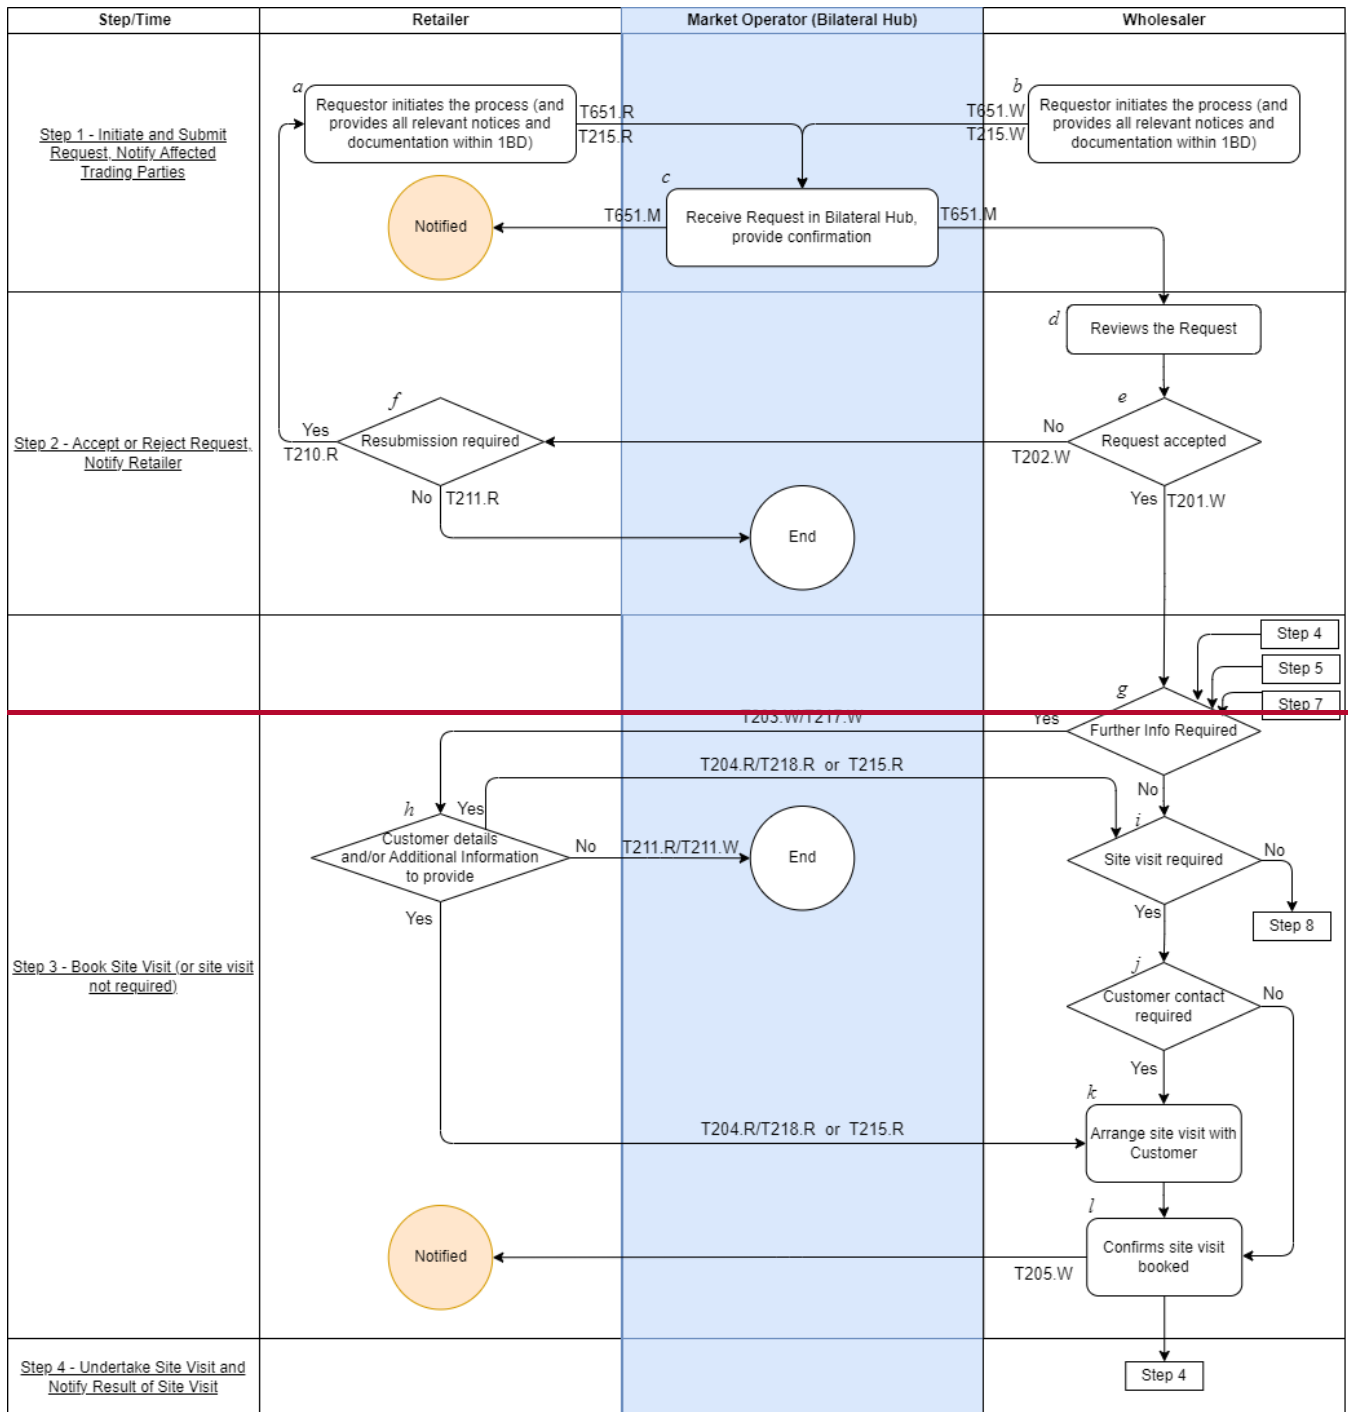 Step/Time
Retailer
Market Operator (Bilateral Hub)
Wholesaler
Step 1 - Initiate and Submit
Request, Notify Affected
Trading Parties
a
Requestor initiates the process (and
provides all relevant notices and
documentation within 1BD)
T651.R
T215.R
b
T651.W
T215.W
Requestor initiates the process (and
provides all relevant notices and
documentation within 1BD)
c
Receive Request in Bilateral Hub,
provide confirmation
T651.M
T651.M
Notified
Step 2 - Accept or Reject Request,
Notify Retailer
d
Reviews the Request
e
Request accepted
No
T202.W
Yes
T201.W
f
Resubmission required
Yes
T210.R
No
T211.R
End
Step 4
Step 5
Step 7
g
Further Info Required
Yes
T203.W/T217.W
No
Step 3 - Book Site Visit (or site visit
not required)
T204.R/T218.R or T215.R
h
Yes
Customer details
and/or Additional Information
to provide
No
T211.R/T211.W
End
Yes
i
Site visit required
No
Step 8
Yes
j
Customer contact
required
No
Yes
k
Arrange site visit with
Customer
T204.R/T218.R or T215.R
l
Confirms site visit
booked
T205.W
Notified
Step 4 - Undertake Site Visit and
Notify Result of Site Visit
Step 4